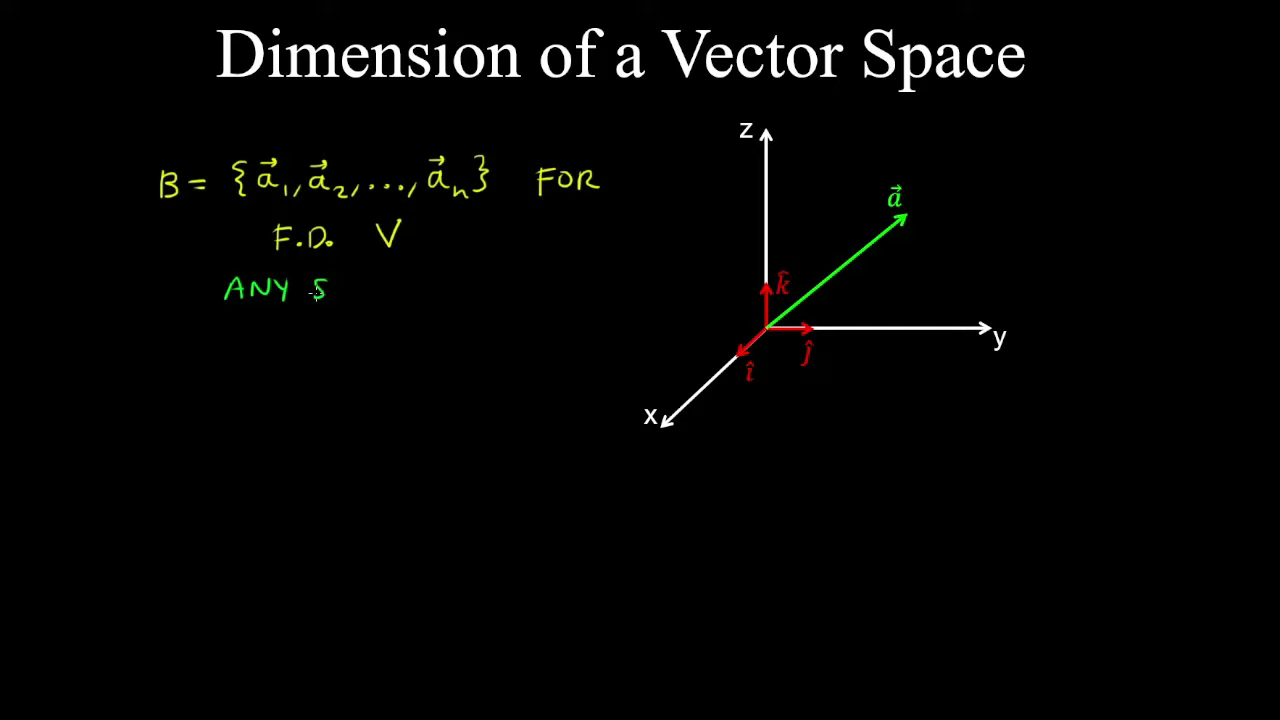 Dimension of a Vector Space
B = {a⃗₁, a⃗₂, ..., a⃗ₙ} FOR
F.D. V
ANY S
z
a⃗
k̂
y
ĵ
î
x